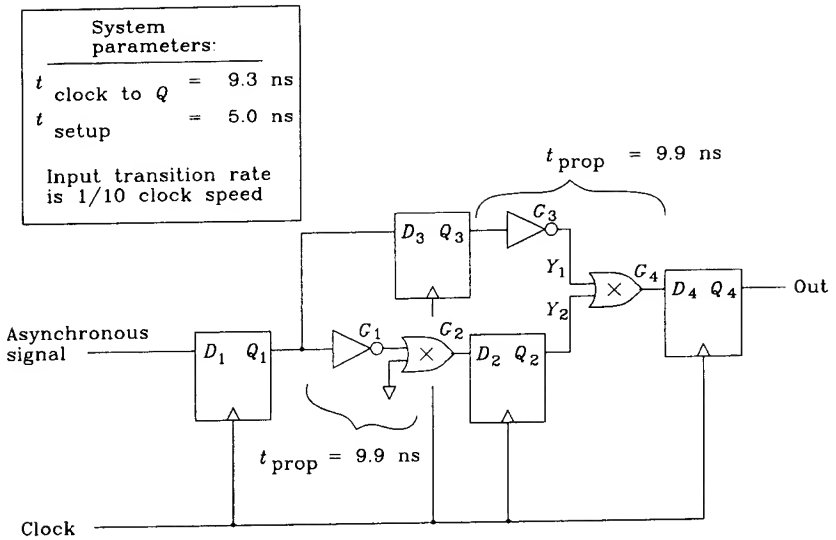 System
parameters:
t clock to Q = 9.3 ns
t setup = 5.0 ns
Input transition rate
is 1/10 clock speed
t prop = 9.9 ns
D3 Q3
G3
Y1
G4
Y2
D4 Q4
Out
Asynchronous
signal
D1 Q1
G1
G2
D2 Q2
t prop = 9.9 ns
Clock